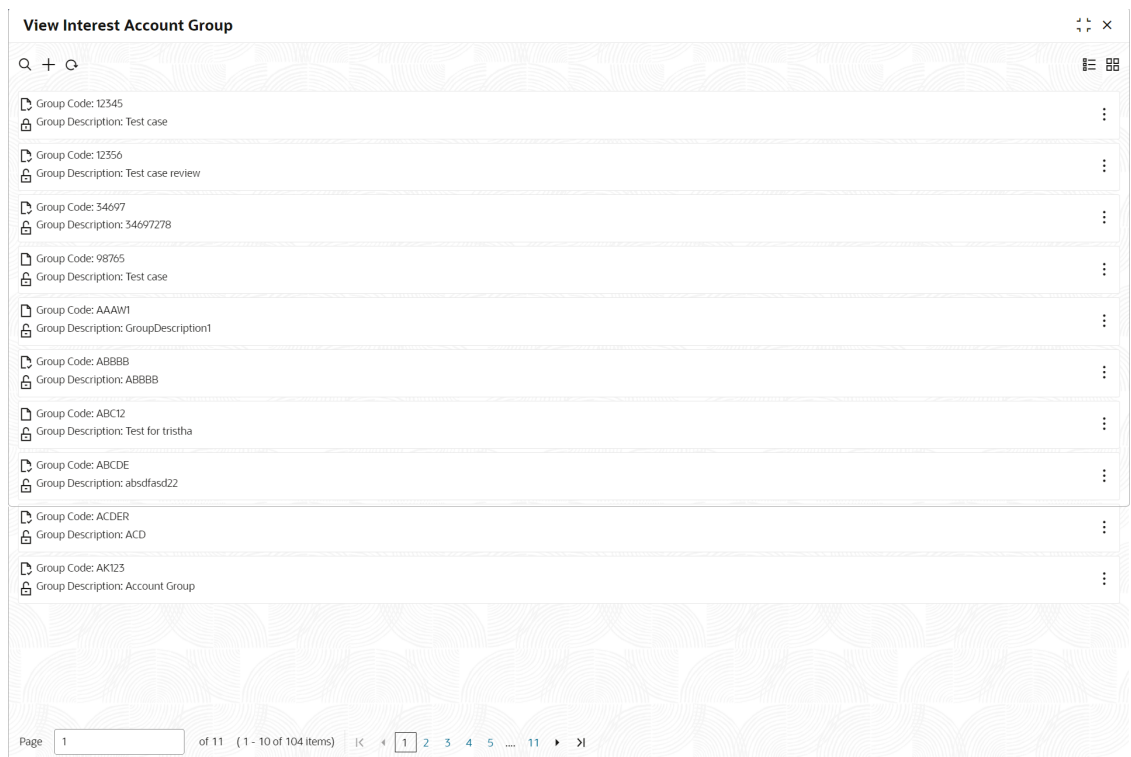 View Interest Account Group
Group Code: 12345
Group Description: Test case
Group Code: 12356
Group Description: Test case review
Group Code: 34697
Group Description: 34697278
Group Code: 98765
Group Description: Test case
Group Code: AAAW1
Group Description: GroupDescription1
Group Code: ABBBB
Group Description: ABBBB
Group Code: ABC12
Group Description: Test for tristha
Group Code: ABCDE
Group Description: absdfasd22
Group Code: ACDER
Group Description: ACD
Group Code: AK123
Group Description: Account Group
Page 1 of 11 ( 1 - 10 of 104 items) 1 2 3 4 5 .... 11